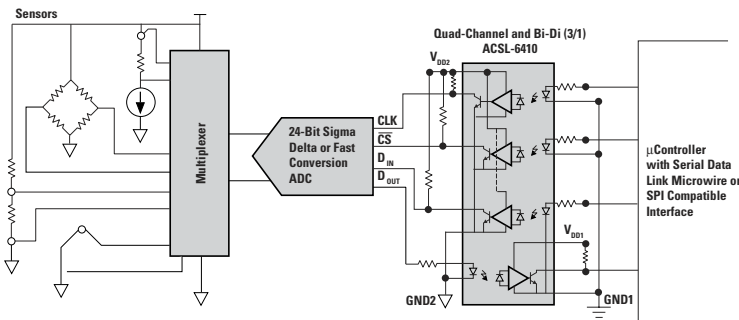 Sensors
Quad-Channel and Bi-Di (3/1)
ACSL-6410
VDD2
Multiplexer
24-Bit Sigma
Delta or Fast
Conversion
ADC
CLK
CS
DIN
DOUT
µController
with Serial Data
Link Microwire or
SPI Compatible
Interface
VDD1
GND2
GND1